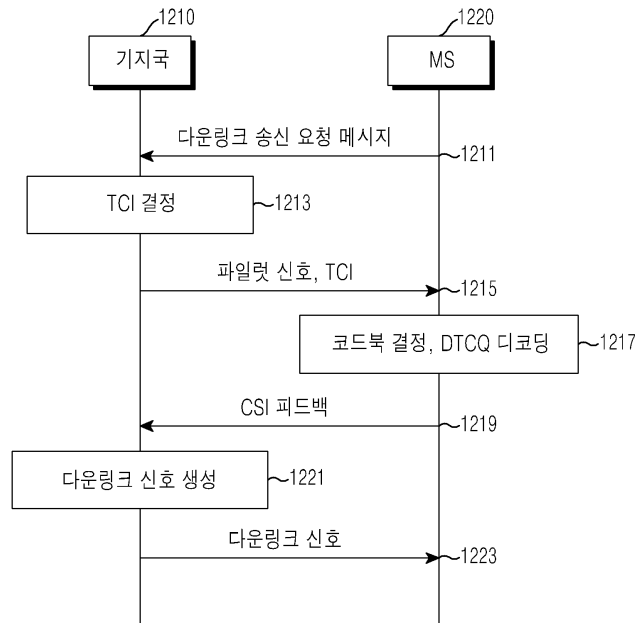 1210
1220
기지국
MS
다운링크 송신 요청 메시지
1211
TCI 결정
1213
파일럿 신호, TCI
1215
코드북 결정, DTCQ 디코딩
1217
CSI 피드백
1219
다운링크 신호 생성
1221
다운링크 신호
1223